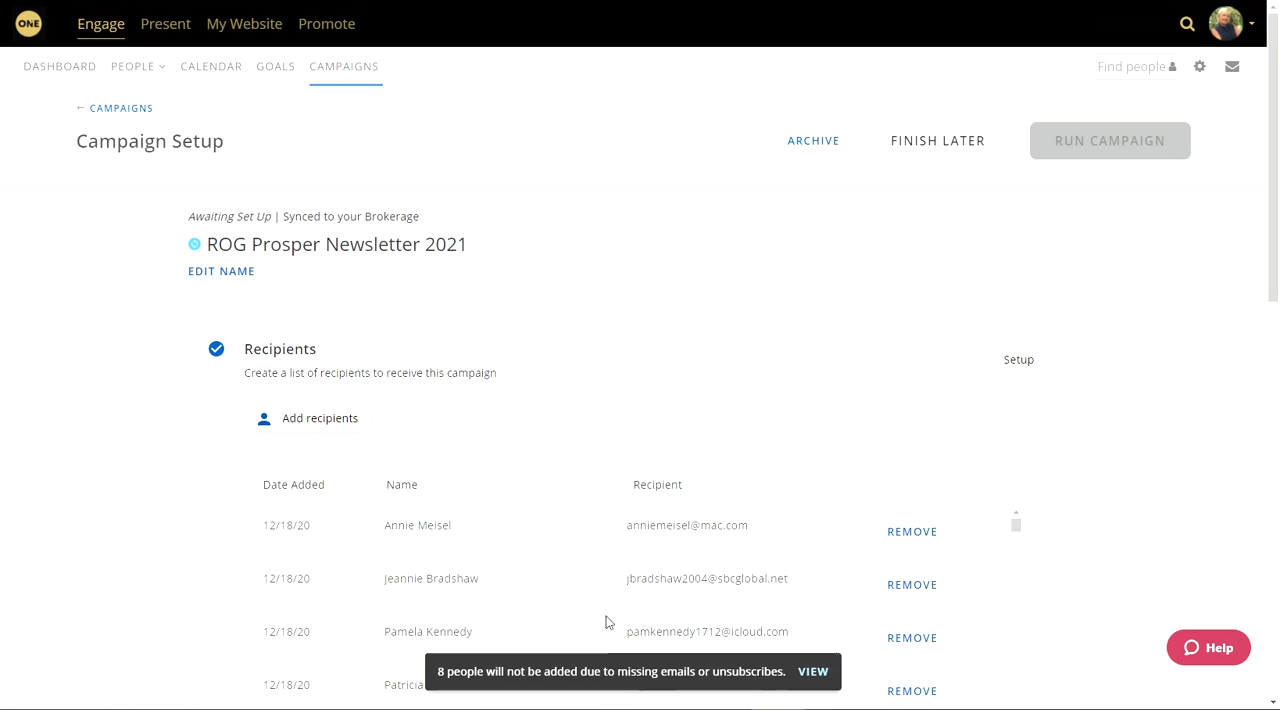 ONE Engage Present My Website Promote
DASHBOARD PEOPLE CALENDAR GOALS CAMPAIGNS Find people
← CAMPAIGNS
Campaign Setup ARCHIVE FINISH LATER RUN CAMPAIGN
Awaiting Set Up | Synced to your Brokerage
ROG Prosper Newsletter 2021
EDIT NAME
Recipients
Setup
Create a list of recipients to receive this campaign
Add recipients
Date Added Name Recipient
12/18/20 Annie Meisel anniemeisel@mac.com REMOVE
12/18/20 Jeannie Bradshaw jbradshaw2004@sbcglobal.net REMOVE
12/18/20 Pamela Kennedy pamkennedy1712@icloud.com REMOVE
Help
8 people will not be added due to missing emails or unsubscribes. VIEW
12/18/20 Patricia REMOVE